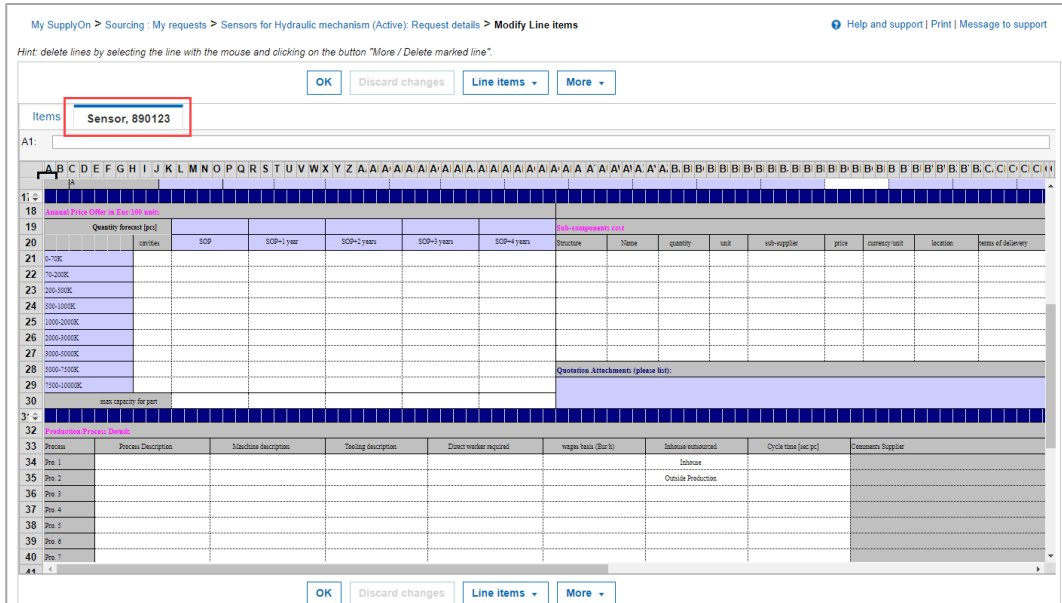 My SupplyOn > Sourcing : My requests > Sensors for Hydraulic mechanism (Active): Request details > Modify Line items
Help and support | Print | Message to support
Hint: delete lines by selecting the line with the mouse and clicking on the button "More / Delete marked line".
OK Discard changes Line items More
Items Sensor, 890123
A1:
A B C D E F G H I J K L M N O P Q R S T U V W X Y Z
A
17
18 Annual Price Offer in Eur/100 units
19 Quantity forecast [pcs] Sub-components cost
20 cavities SOP SOP+1 year SOP+2 years SOP+3 years SOP+4 years Structure Name quantity unit sub-supplier price currency/unit location terms of delievery
21 0-70K
22 70-200K
23 200-500K
24 500-1000K
25 1000-2000K
26 2000-3000K
27 3000-5000K
28 5000-7500K Quotation Attachments (please list):
29 7500-10000K
30 max capacity for part
31
32 Production/Process Details
33 Process Process Description Maschine description Tooling description Direct worker required wages basis (Eur/h) Inhouse/outsourced Cycle time [sec/pc] Comments Supplier
34 Pro. 1 Inhouse
35 Pro. 2 Outside Production
36 Pro. 3
37 Pro. 4
38 Pro. 5
39 Pro. 6
40 Pro. 7
41
OK Discard changes Line items More